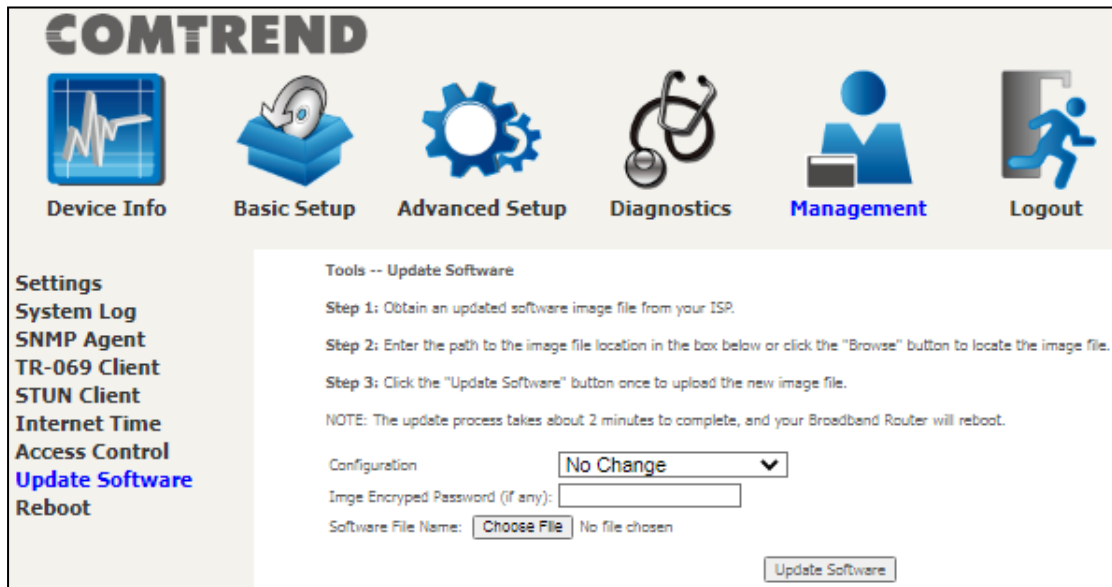 COMTREND
Device Info
Basic Setup
Advanced Setup
Diagnostics
Management
Logout
Settings
System Log
SNMP Agent
TR-069 Client
STUN Client
Internet Time
Access Control
Update Software
Reboot
Tools -- Update Software
Step 1: Obtain an updated software image file from your ISP.
Step 2: Enter the path to the image file location in the box below or click the "Browse" button to locate the image file.
Step 3: Click the "Update Software" button once to upload the new image file.
NOTE: The update process takes about 2 minutes to complete, and your Broadband Router will reboot.
Configuration No Change
Imge Encryped Password (if any):
Software File Name: Choose File No file chosen
Update Software